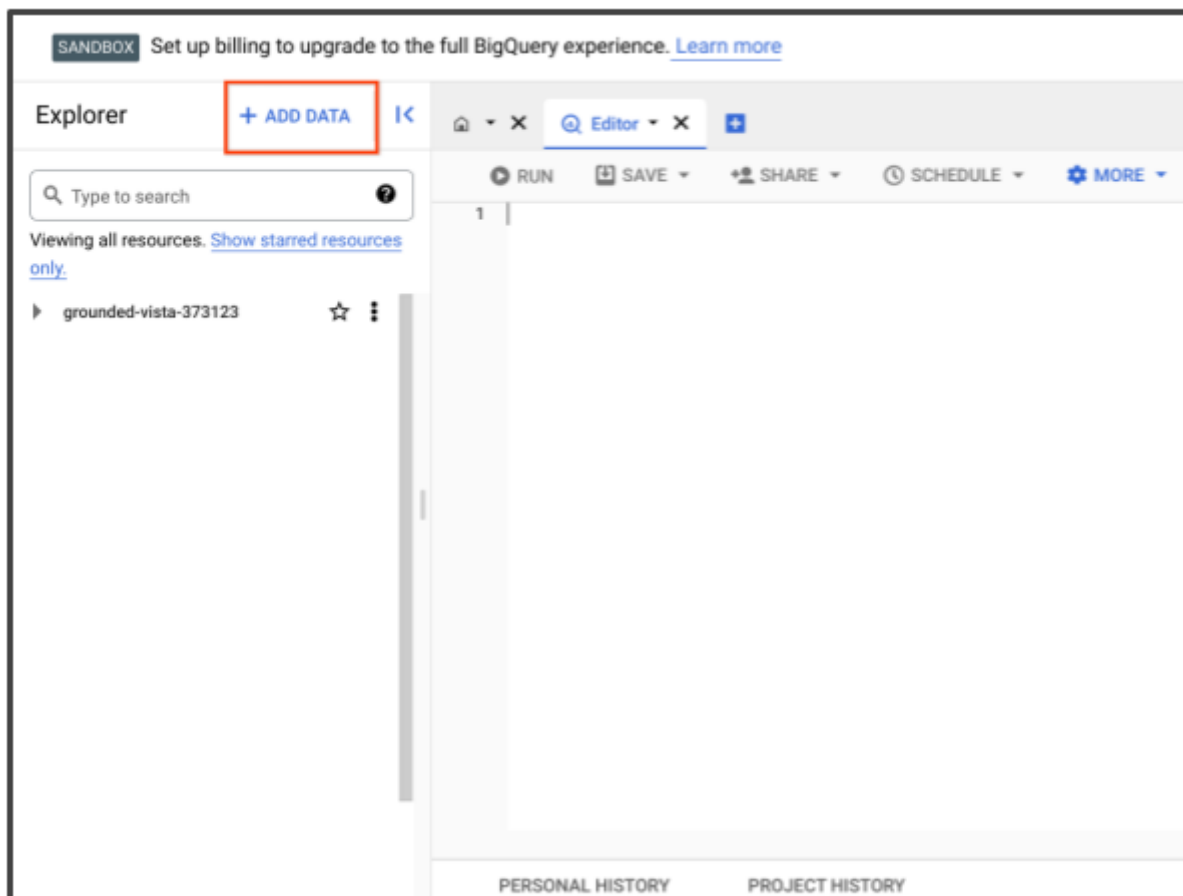 SANDBOX Set up billing to upgrade to the full BigQuery experience. Learn more
Explorer + ADD DATA
Editor
RUN SAVE SHARE SCHEDULE MORE
Type to search
1
Viewing all resources. Show starred resources
only.
grounded-vista-373123
PERSONAL HISTORY PROJECT HISTORY